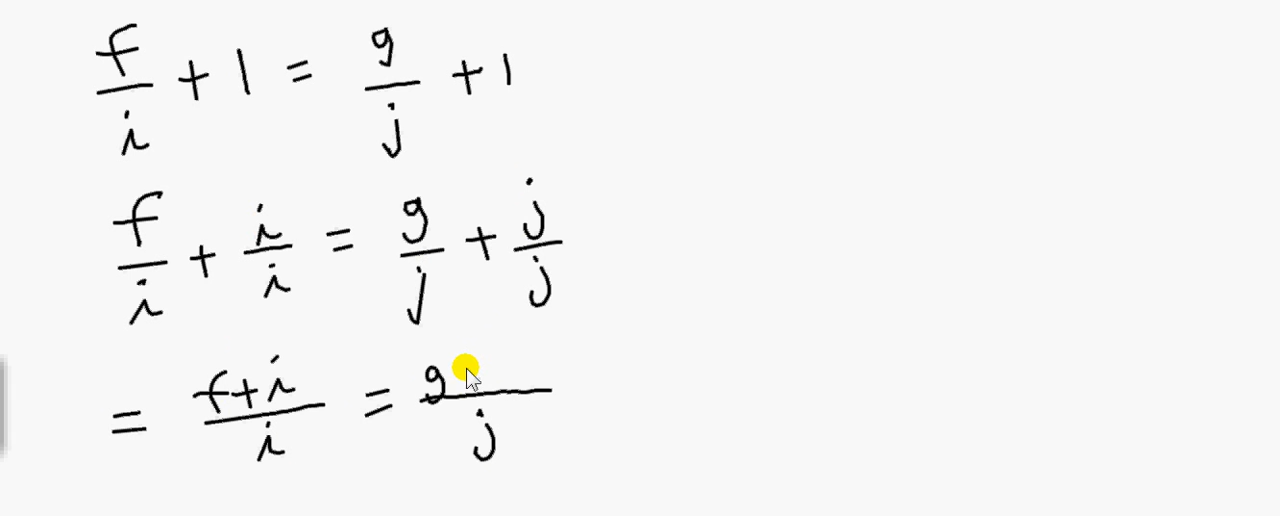 f/i + 1 = g/j + 1
f/i + i/i = g/j + j/j
= f+i/i = g/j